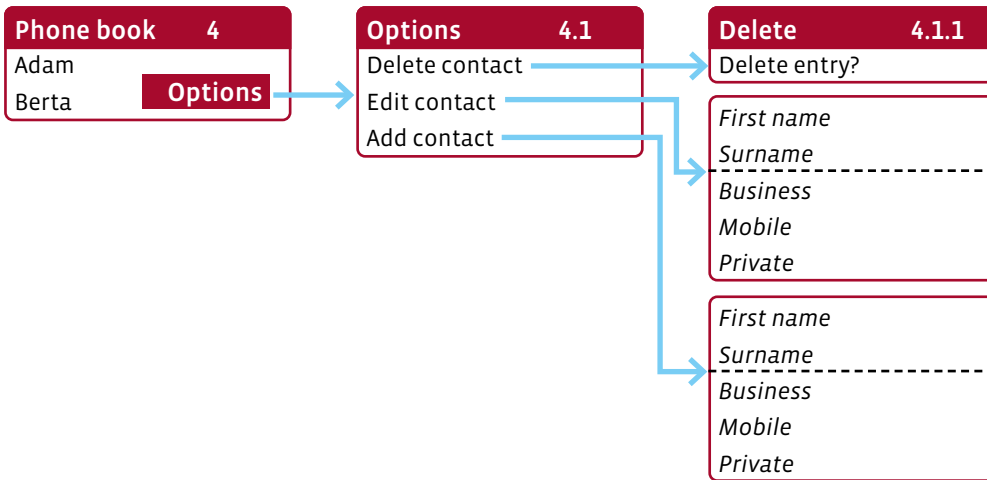 Phone book 4
Adam
Berta
Options
Options 4.1
Delete contact
Edit contact
Add contact
Delete 4.1.1
Delete entry?
First name
Surname
Business
Mobile
Private
First name
Surname
Business
Mobile
Private